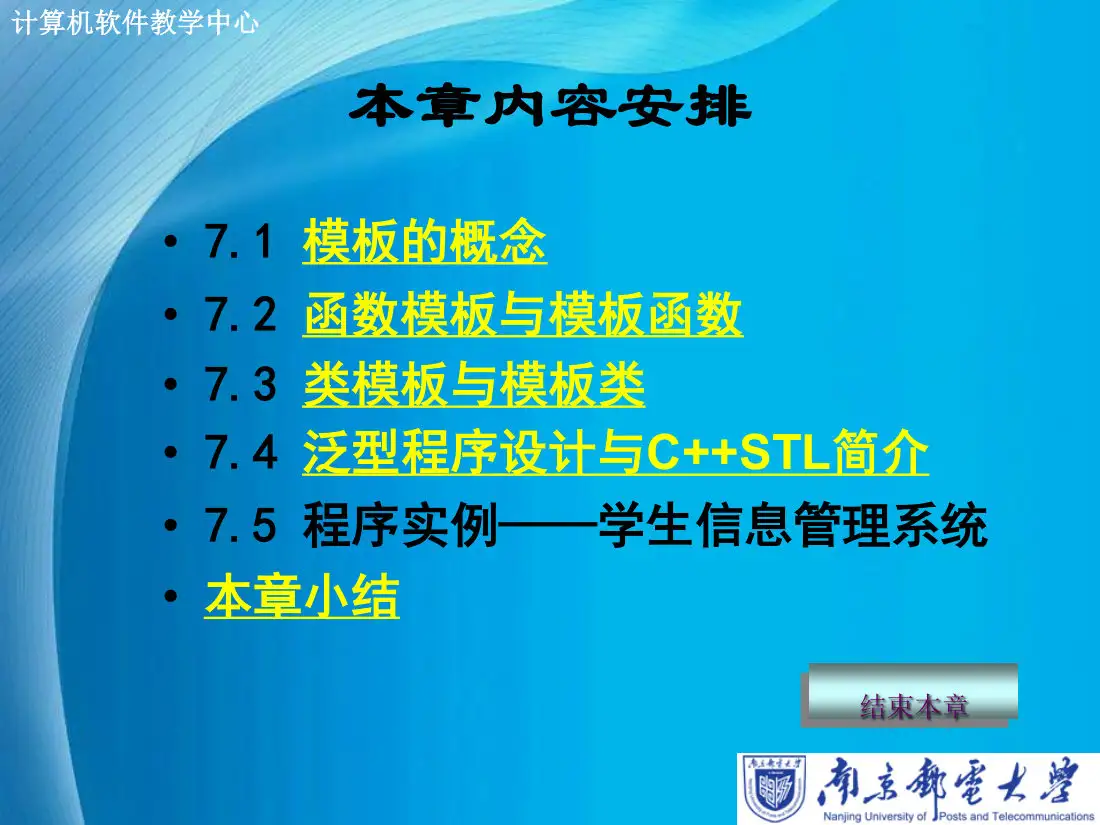 计算机软件教学中心
本章内容安排
• 7.1 模板的概念
• 7.2 函数模板与模板函数
• 7.3 类模板与模板类
• 7.4 泛型程序设计与C++STL简介
• 7.5 程序实例——学生信息管理系统
• 本章小结
结束本章
南京郵電大學
Nanjing University of Posts and Telecommunications